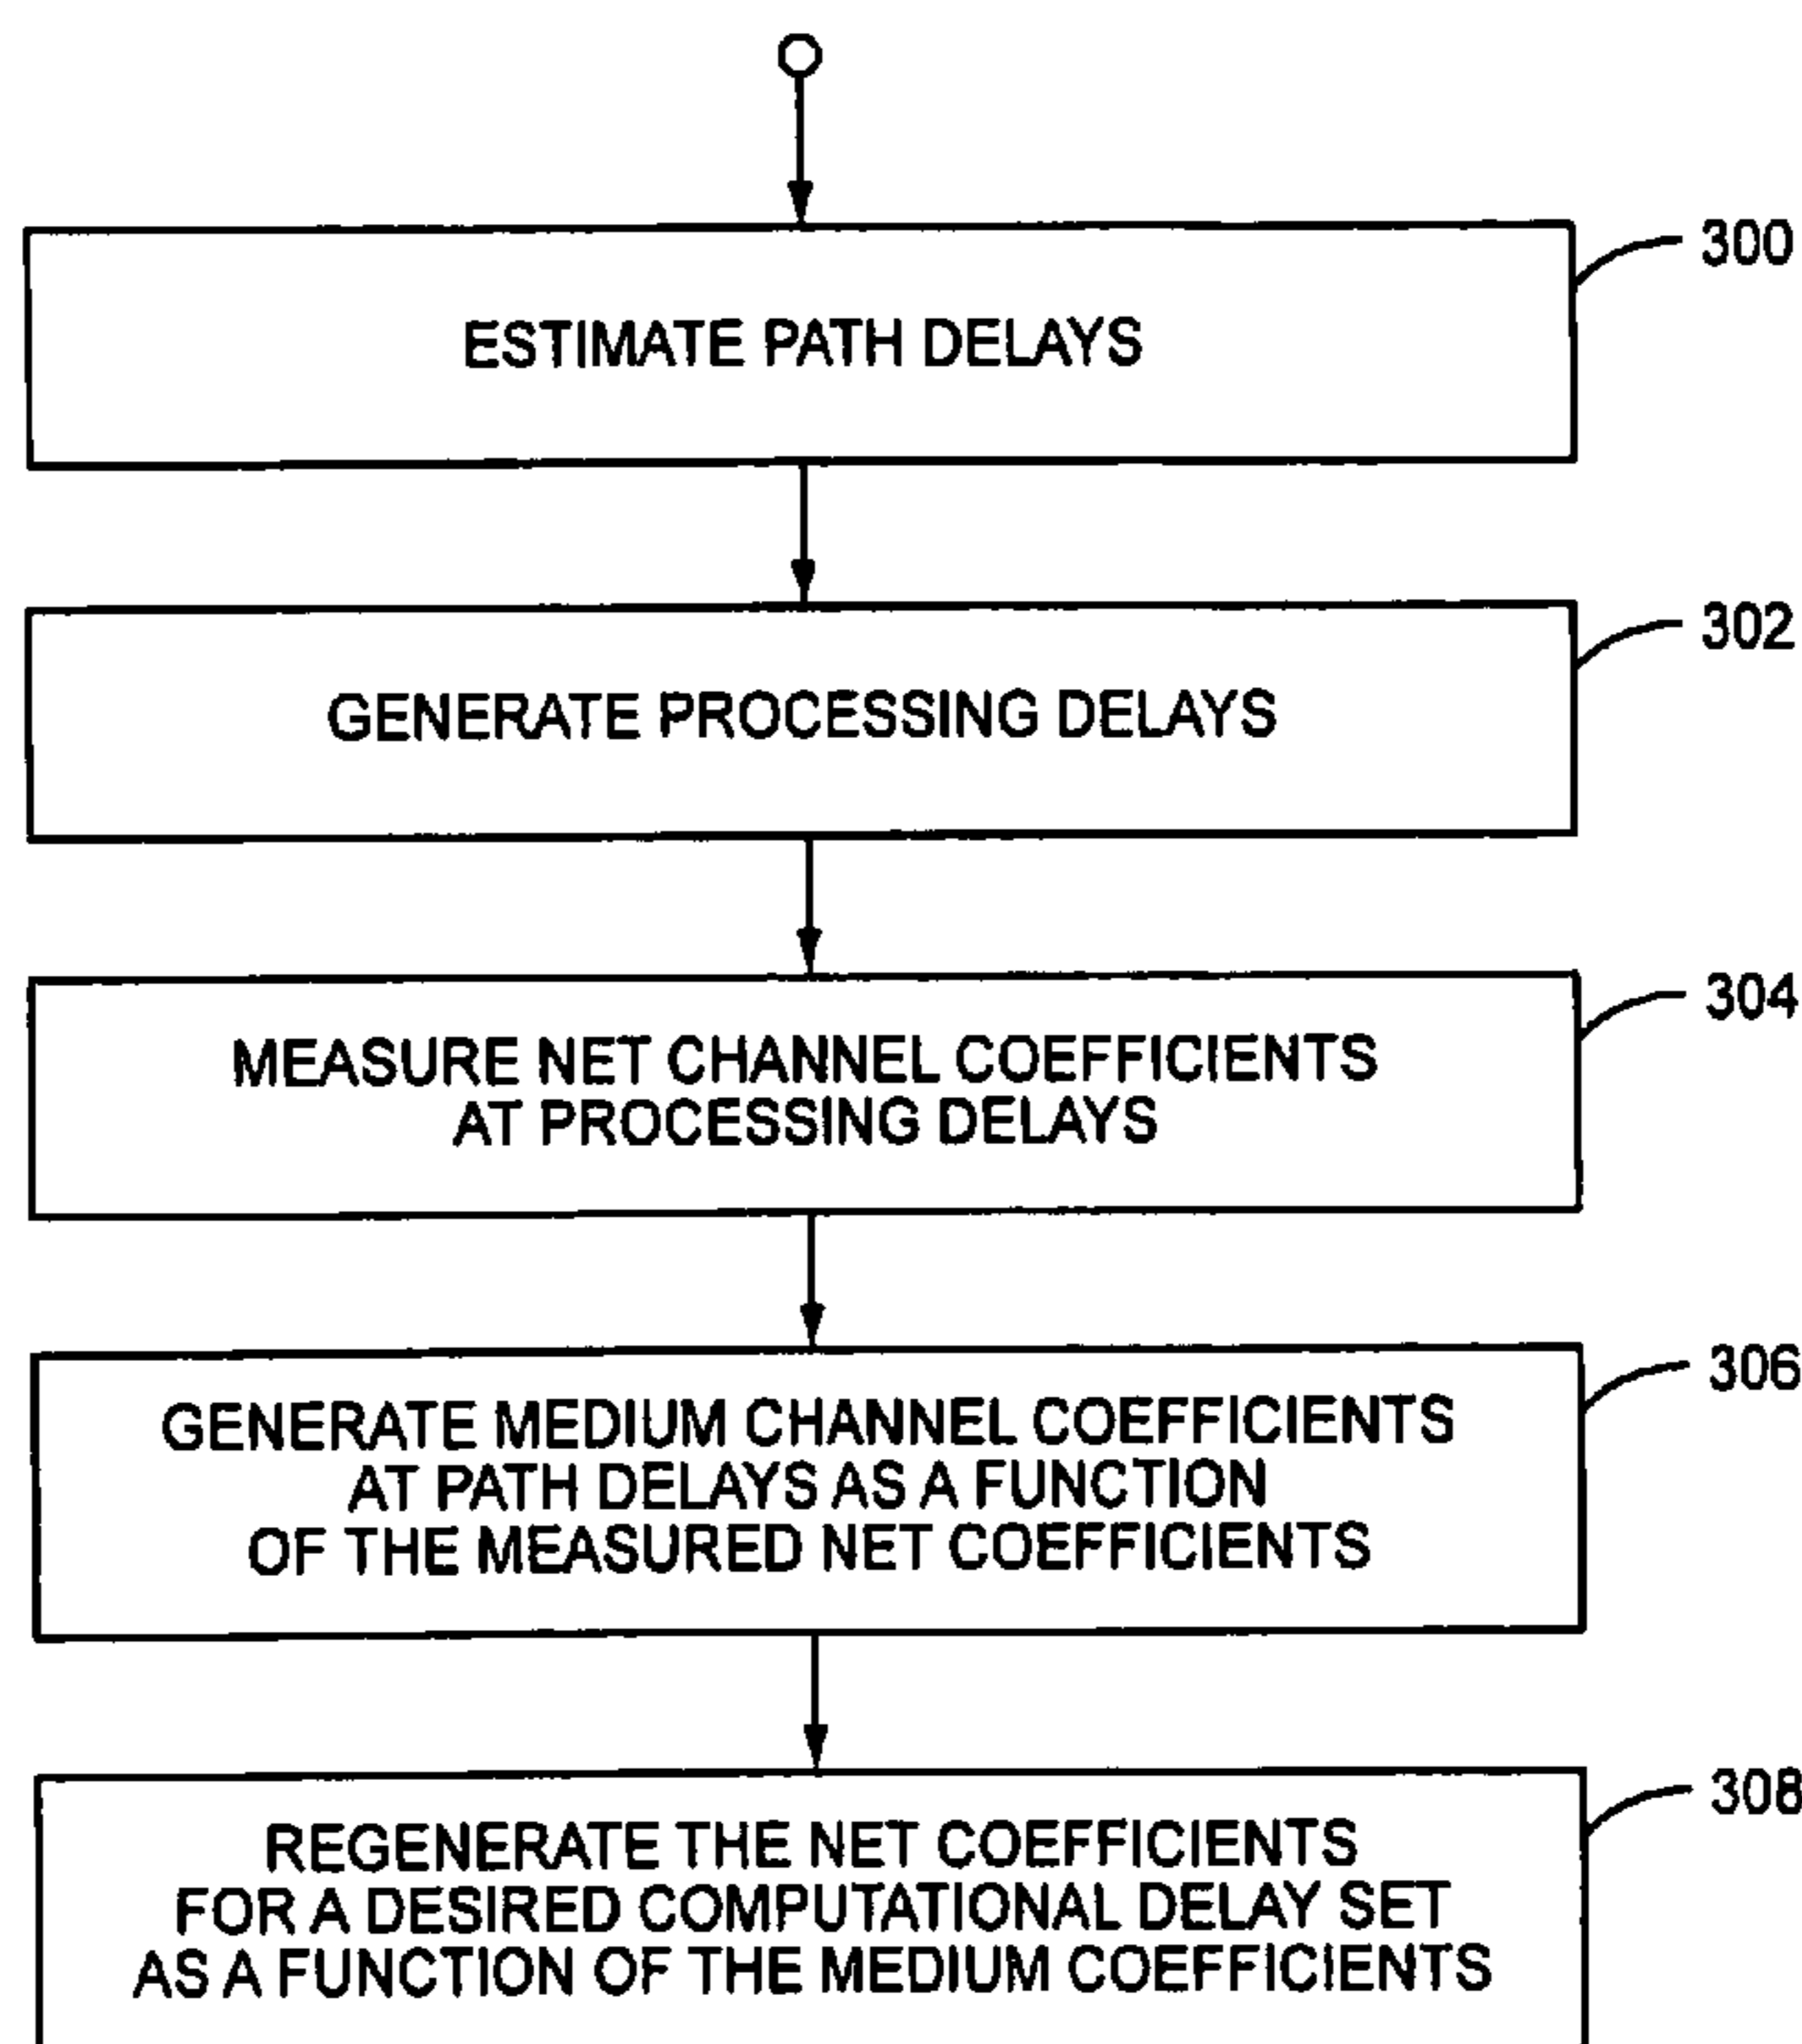 300
ESTIMATE PATH DELAYS
302
GENERATE PROCESSING DELAYS
304
MEASURE NET CHANNEL COEFFICIENTS
AT PROCESSING DELAYS
306
GENERATE MEDIUM CHANNEL COEFFICIENTS
AT PATH DELAYS AS A FUNCTION
OF THE MEASURED NET COEFFICIENTS
308
REGENERATE THE NET COEFFICIENTS
FOR A DESIRED COMPUTATIONAL DELAY SET
AS A FUNCTION OF THE MEDIUM COEFFICIENTS